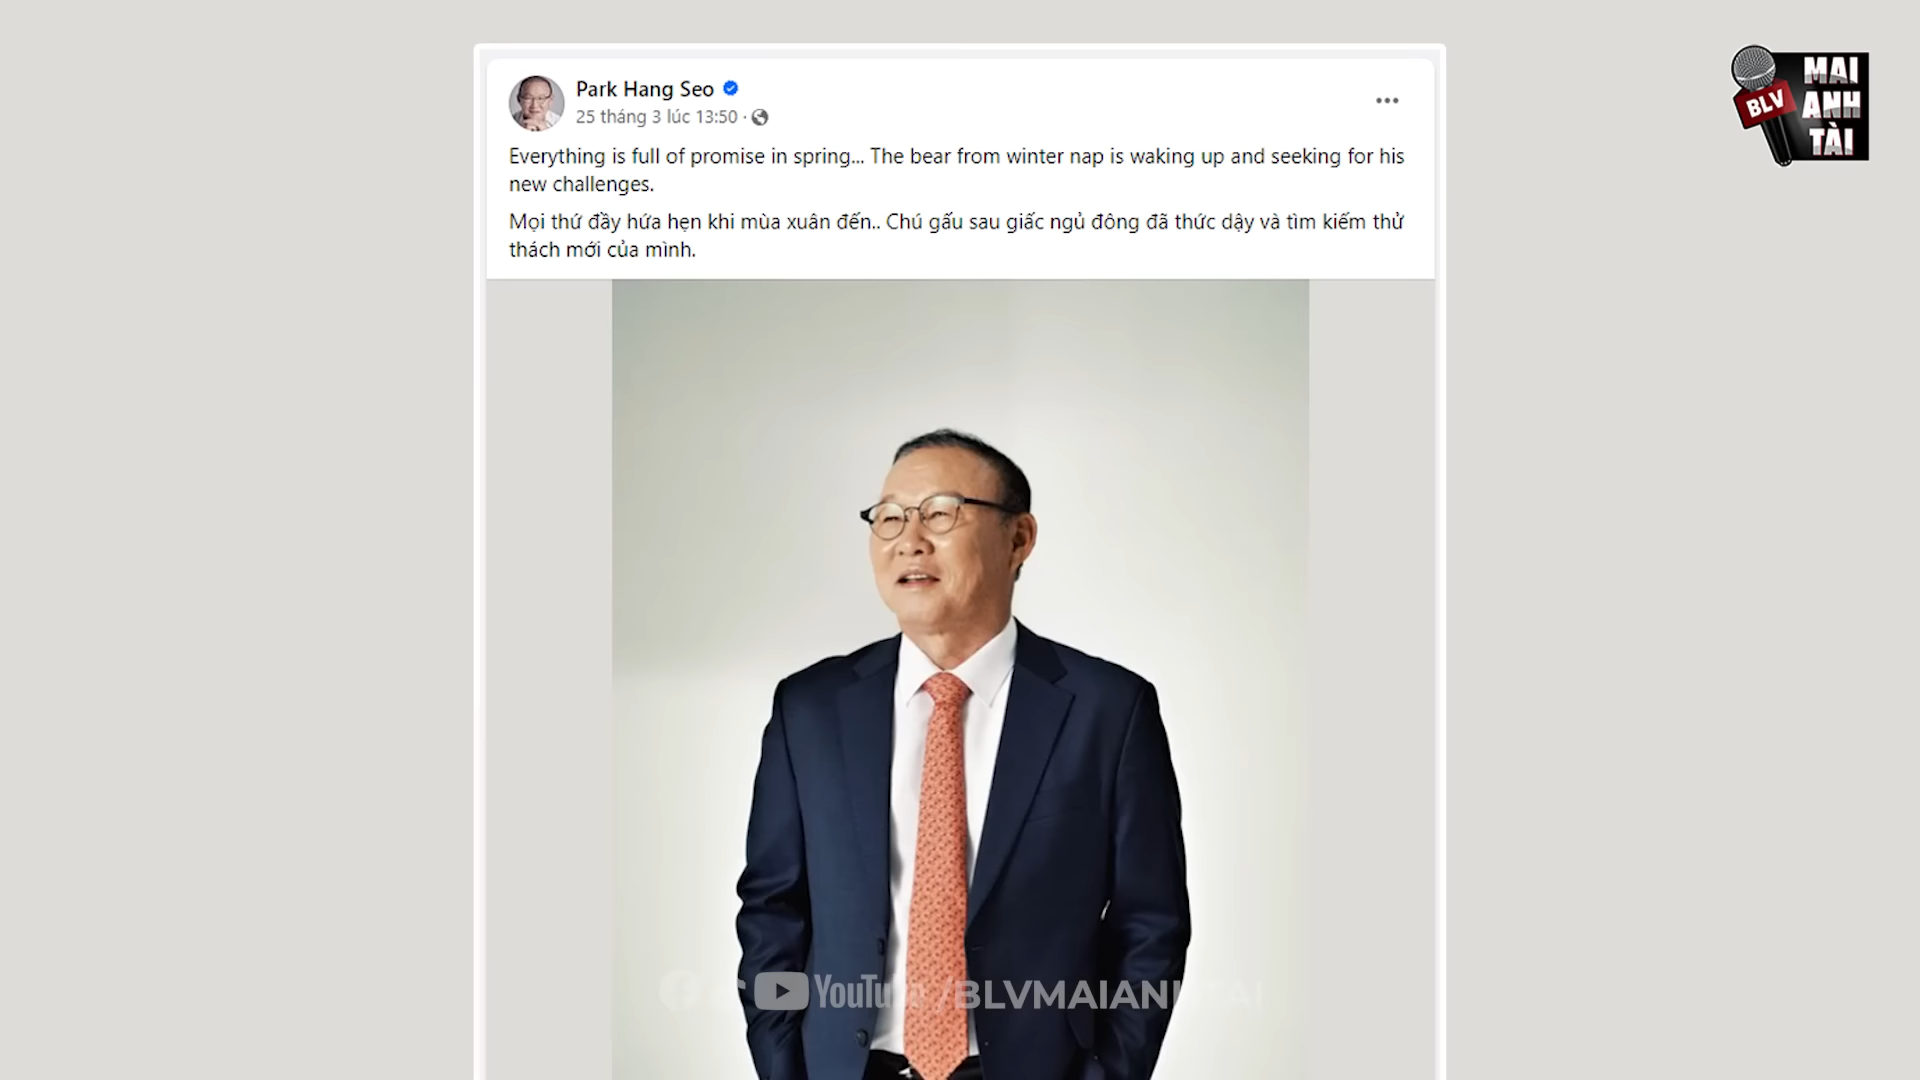 Park Hang Seo
25 tháng 3 lúc 13:50 ·
Everything is full of promise in spring... The bear from winter nap is waking up and seeking for his
new challenges.
Mọi thứ đầy hứa hẹn khi mùa xuân đến.. Chú gấu sau giấc ngủ đông đã thức dậy và tìm kiếm thử
thách mới của mình.
BLV
MAI
ANH
TÀI
YouTube /BLVMAIANHTAI